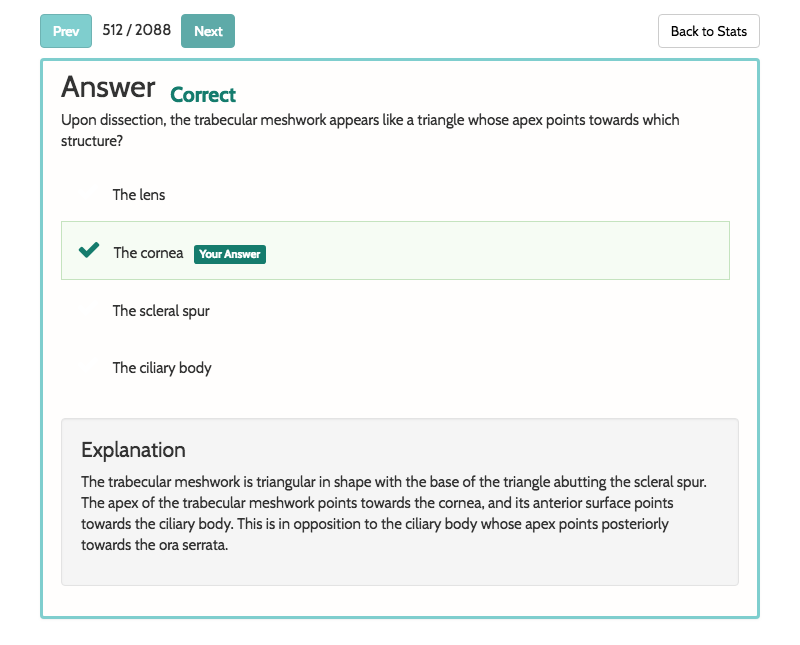 Prev 512 / 2088 Next Back to Stats
Answer Correct
Upon dissection, the trabecular meshwork appears like a triangle whose apex points towards which
structure?
The lens
The cornea Your Answer
The scleral spur
The ciliary body
Explanation
The trabecular meshwork is triangular in shape with the base of the triangle abutting the scleral spur.
The apex of the trabecular meshwork points towards the cornea, and its anterior surface points
towards the ciliary body. This is in opposition to the ciliary body whose apex points posteriorly
towards the ora serrata.